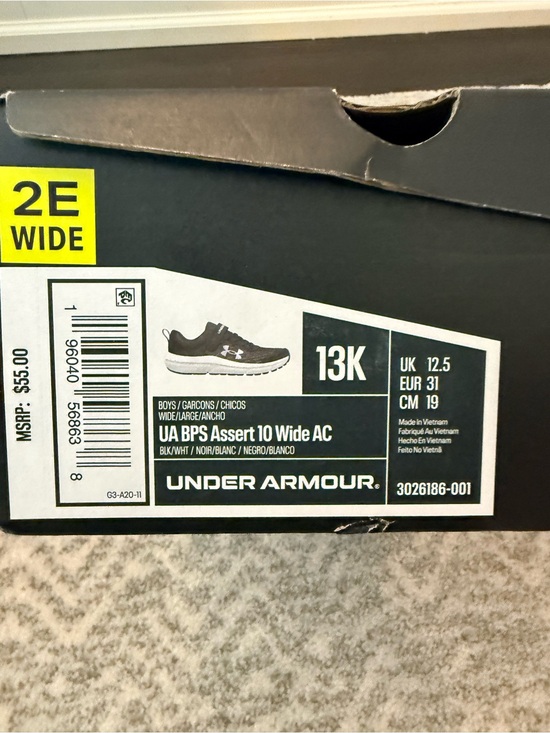 2E
WIDE
MSRP: $55.00
1 96040 56863 8
G3-A20-11
13K
UK 12.5
EUR 31
CM 19
BOYS / GARCONS / CHICOS
WIDE/LARGE/ANCHO
UA BPS Assert 10 Wide AC
BLK/WHT / NOIR/BLANC / NEGRO/BLANCO
Made In Vietnam
Fabriqué Au Vietnam
Hecho En Vietnam
Feito No Vietnã
UNDER ARMOUR®
3026186-001